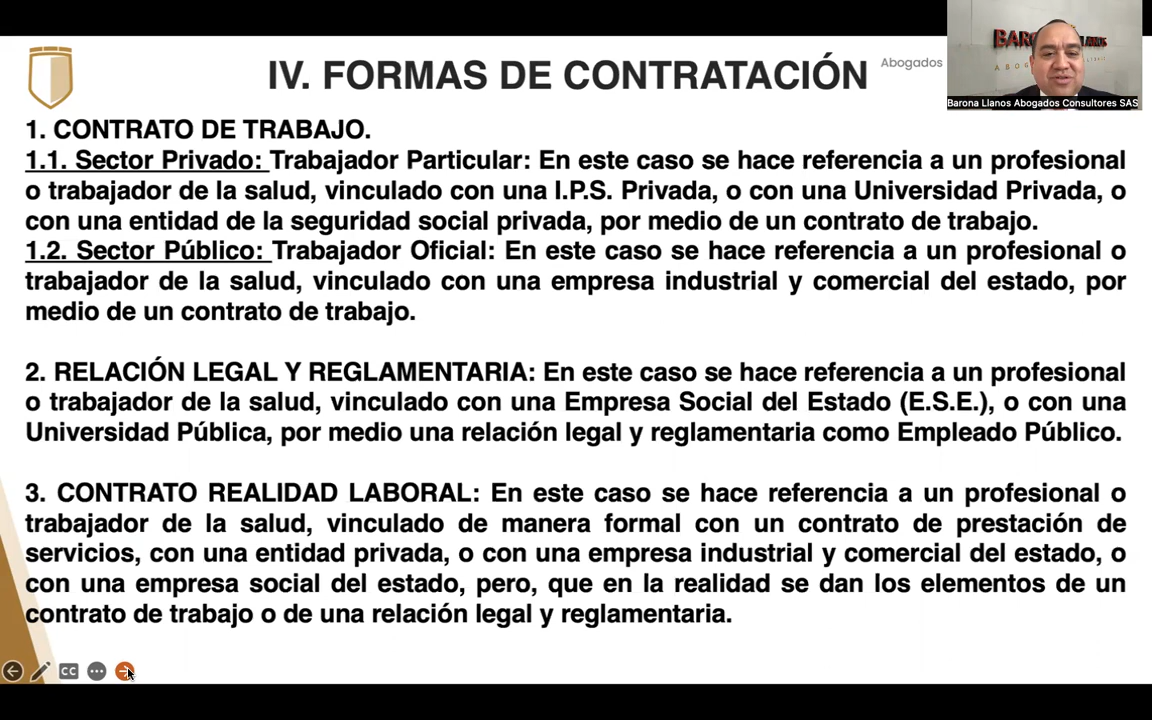 IV. FORMAS DE CONTRATACIÓN
Abogados
Barona Llanos Abogados Consultores SAS
1. CONTRATO DE TRABAJO.
1.1. Sector Privado: Trabajador Particular: En este caso se hace referencia a un profesional
o trabajador de la salud, vinculado con una I.P.S. Privada, o con una Universidad Privada, o
con una entidad de la seguridad social privada, por medio de un contrato de trabajo.
1.2. Sector Público: Trabajador Oficial: En este caso se hace referencia a un profesional o
trabajador de la salud, vinculado con una empresa industrial y comercial del estado, por
medio de un contrato de trabajo.
2. RELACIÓN LEGAL Y REGLAMENTARIA: En este caso se hace referencia a un profesional
o trabajador de la salud, vinculado con una Empresa Social del Estado (E.S.E.), o con una
Universidad Pública, por medio una relación legal y reglamentaria como Empleado Público.
3. CONTRATO REALIDAD LABORAL: En este caso se hace referencia a un profesional o
trabajador de la salud, vinculado de manera formal con un contrato de prestación de
servicios, con una entidad privada, o con una empresa industrial y comercial del estado, o
con una empresa social del estado, pero, que en la realidad se dan los elementos de un
contrato de trabajo o de una relación legal y reglamentaria.
CC